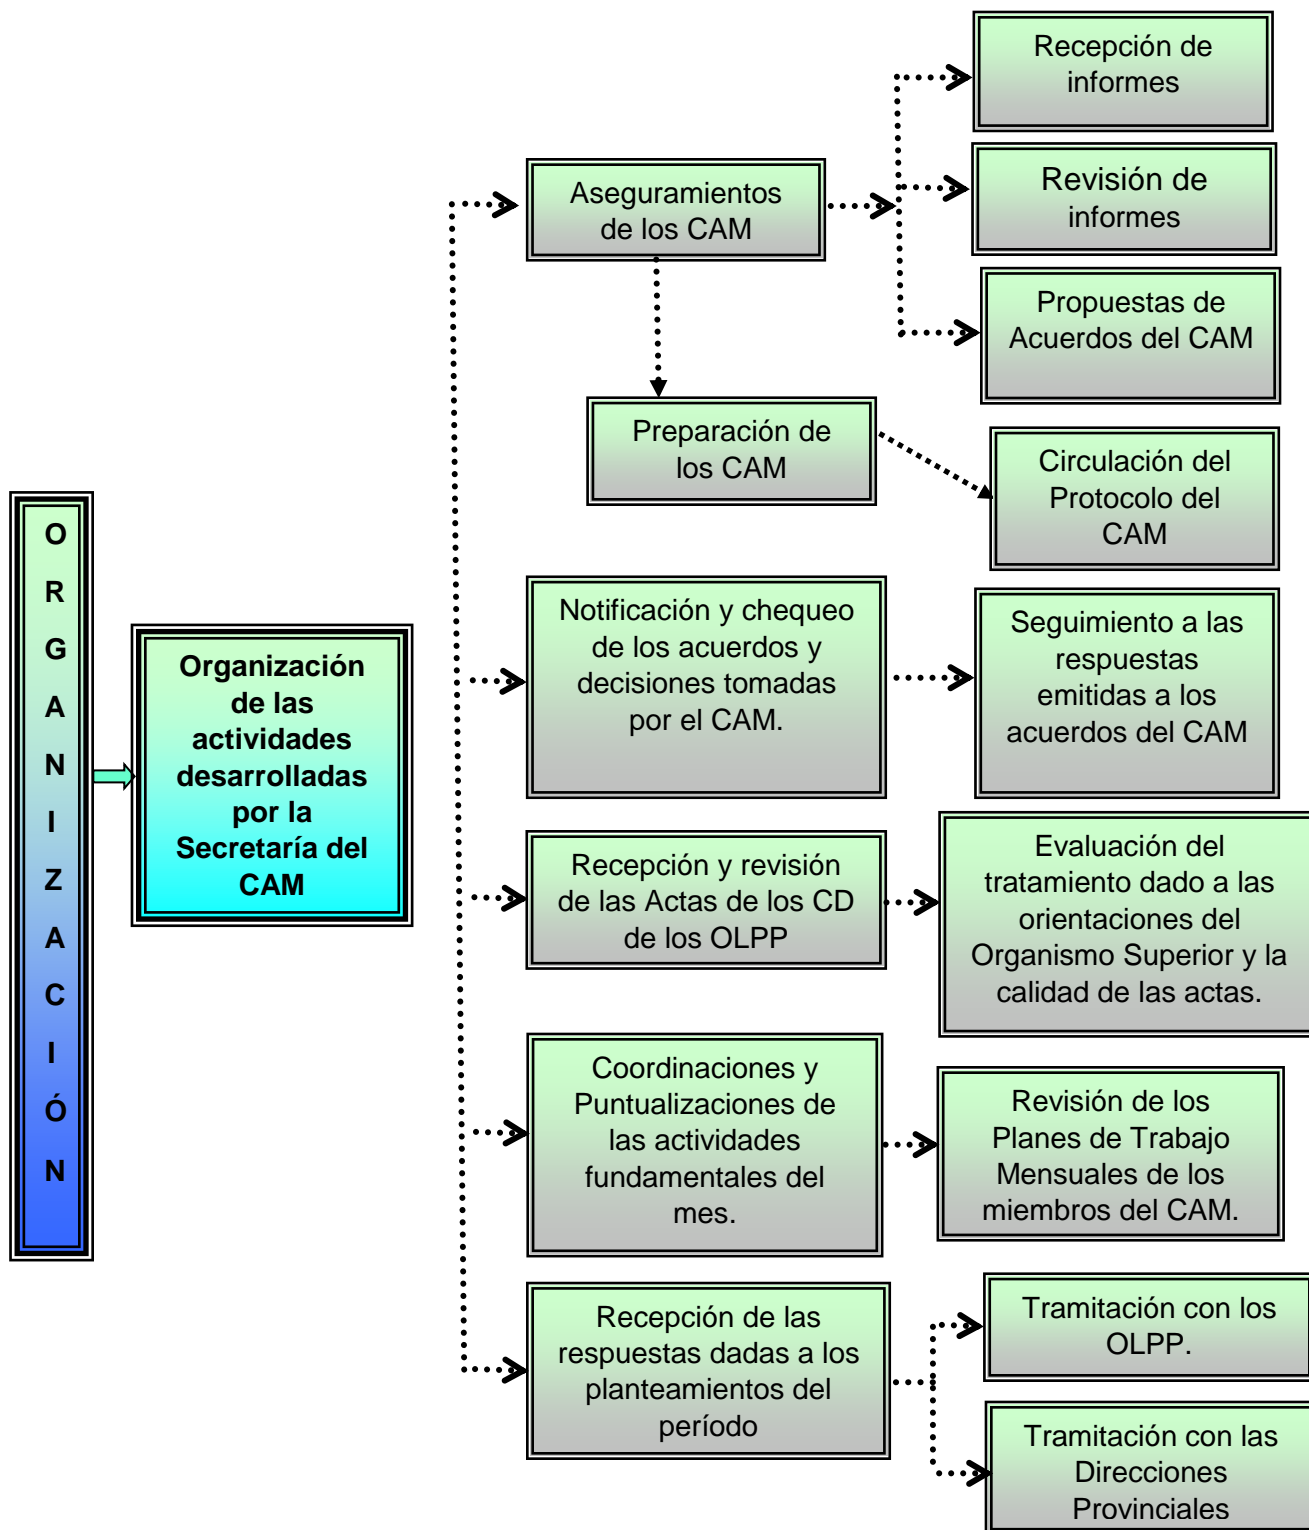 O
R
G
A
N
I
Z
A
C
I
Ó
N
Organización
de las
actividades
desarrolladas
por la
Secretaría del
CAM
Aseguramientos
de los CAM
Recepción de
informes
Revisión de
informes
Propuestas de
Acuerdos del CAM
Preparación de
los CAM
Circulación del
Protocolo del
CAM
Notificación y chequeo
de los acuerdos y
decisiones tomadas
por el CAM.
Seguimiento a las
respuestas
emitidas a los
acuerdos del CAM
Recepción y revisión
de las Actas de los CD
de los OLPP
Evaluación del
tratamiento dado a las
orientaciones del
Organismo Superior y la
calidad de las actas.
Coordinaciones y
Puntualizaciones de
las actividades
fundamentales del
mes.
Revisión de los
Planes de Trabajo
Mensuales de los
miembros del CAM.
Recepción de las
respuestas dadas a los
planteamientos del
período
Tramitación con los
OLPP.
Tramitación con las
Direcciones
Provinciales